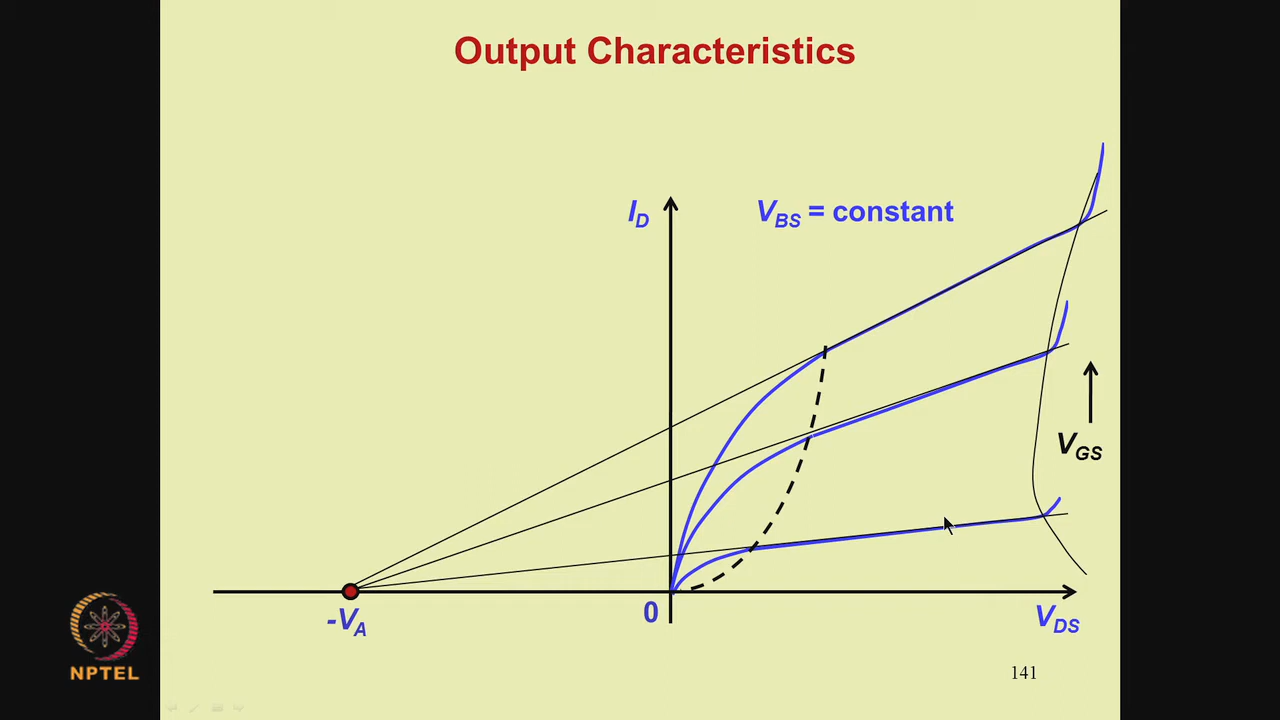 Output Characteristics
I_D
V_BS = constant
V_GS
-V_A
0
V_DS
NPTEL
141